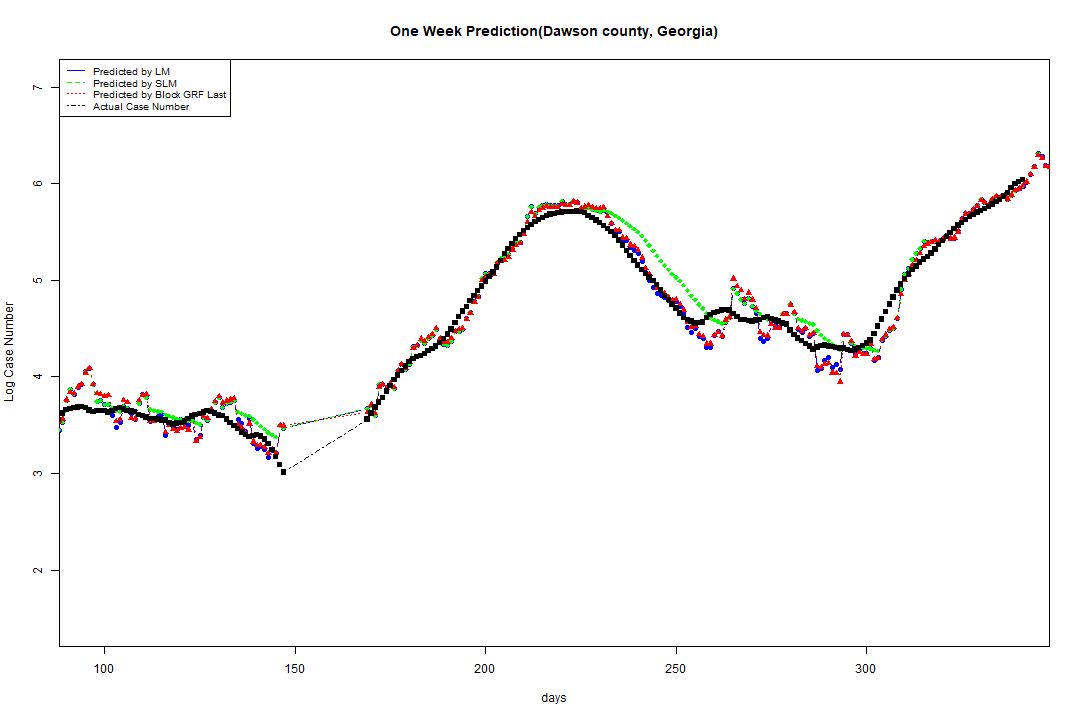 One Week Prediction(Dawson county, Georgia)
Predicted by LM
Predicted by SLM
Predicted by Block GRF Last
Actual Case Number
7
6
5
4
3
2
Log Case Number
100 150 200 250 300
days